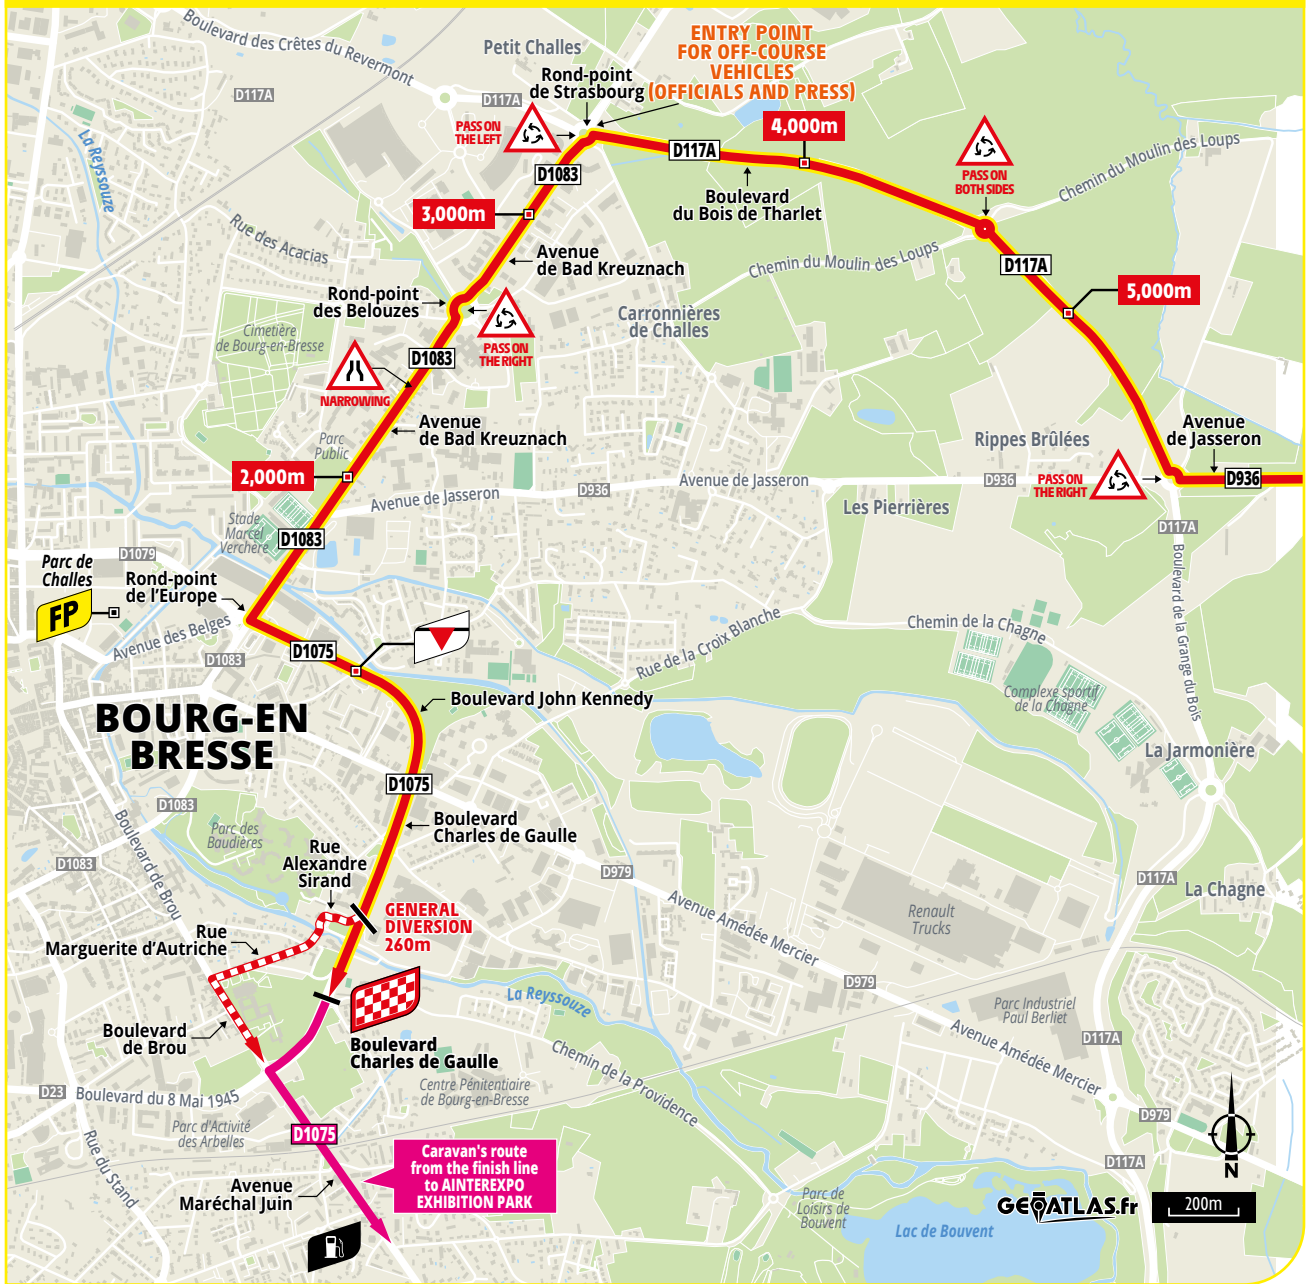 ENTRY POINT
FOR OFF-COURSE
VEHICLES
(OFFICIALS AND PRESS)
Boulevard des Crêtes du Revermont
Petit Challes
Rond-point
de Strasbourg
D117A
D117A
PASS ON
THE LEFT
4,000m
D117A
D1083
PASS ON
BOTH SIDES
Chemin du Moulin des Loups
La Reyssouze
Boulevard
du Bois de Tharlet
3,000m
Rue des Acacias
Avenue
de Bad Kreuznach
Chemin du Moulin des Loups
D117A
5,000m
Rond-point
des Belouzes
Carronnières
de Challes
Cimetière
de Bourg-en-Bresse
D1083
PASS ON
THE RIGHT
NARROWING
Avenue
de Bad Kreuznach
Parc
Public
Rippes Brûlées
Avenue
de Jasseron
2,000m
Avenue de Jasseron
D936
Avenue de Jasseron
D936
PASS ON
THE RIGHT
D936
Les Pierrières
Stade
Marcel
Verchère
D1083
D117A
D1079
Parc de
Challes
FP
Rond-point
de l'Europe
Boulevard de la Grange du Bois
Avenue des Belges
D1083
D1075
Rue de la Croix Blanche
Chemin de la Chagne
Complexe sportif
de la Chagne
Boulevard John Kennedy
BOURG-EN
BRESSE
La Jarmonière
D1075
D1083
Boulevard de Brou
Parc des
Baudières
Boulevard
Charles de Gaulle
Rue
Alexandre
Sirand
D1083
D979
D117A
La Chagne
GENERAL
DIVERSION
260m
Avenue Amédée Mercier
Renault
Trucks
Rue
Marguerite d'Autriche
D979
La Reyssouze
Parc Industriel
Paul Berliet
Boulevard
de Brou
Boulevard
Charles de Gaulle
Avenue Amédée Mercier
D117A
Chemin de la Providence
Centre Pénitentiaire
de Bourg-en-Bresse
D23
Boulevard du 8 Mai 1945
D979
Parc d'Activité
des Arbelles
D1075
Rue du Stand
Caravan's route
from the finish line
to AINTEREXPO
EXHIBITION PARK
D117A
Avenue
Maréchal Juin
Parc de
Loisirs de
Bouvent
Lac de Bouvent
N
GEOATLAS.fr
200m